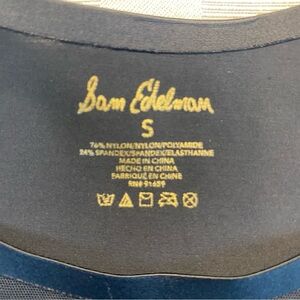 Sam Edelman
S
76% NYLON/NYLON/POLYAMIDE
24% SPANDEX/SPANDEX/ELASTHANNE
MADE IN CHINA
HECHO EN CHINA
FABRIQUÉ EN CHINE
RN# 91659